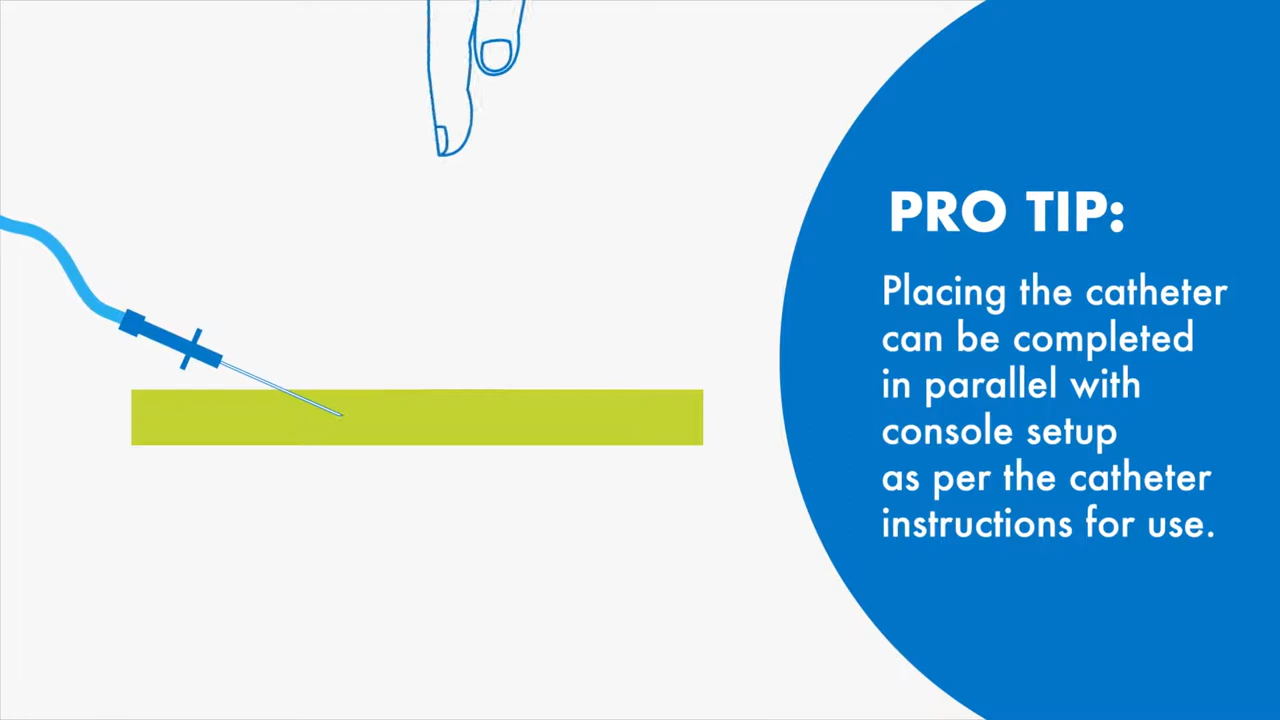 PRO TIP:
Placing the catheter
can be completed
in parallel with
console setup
as per the catheter
instructions for use.